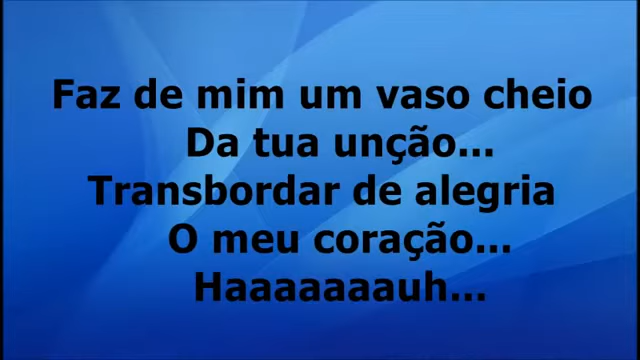 Faz de mim um vaso cheio
Da tua unção...
Transbordar de alegria
O meu coração...
Haaaaaaauh...